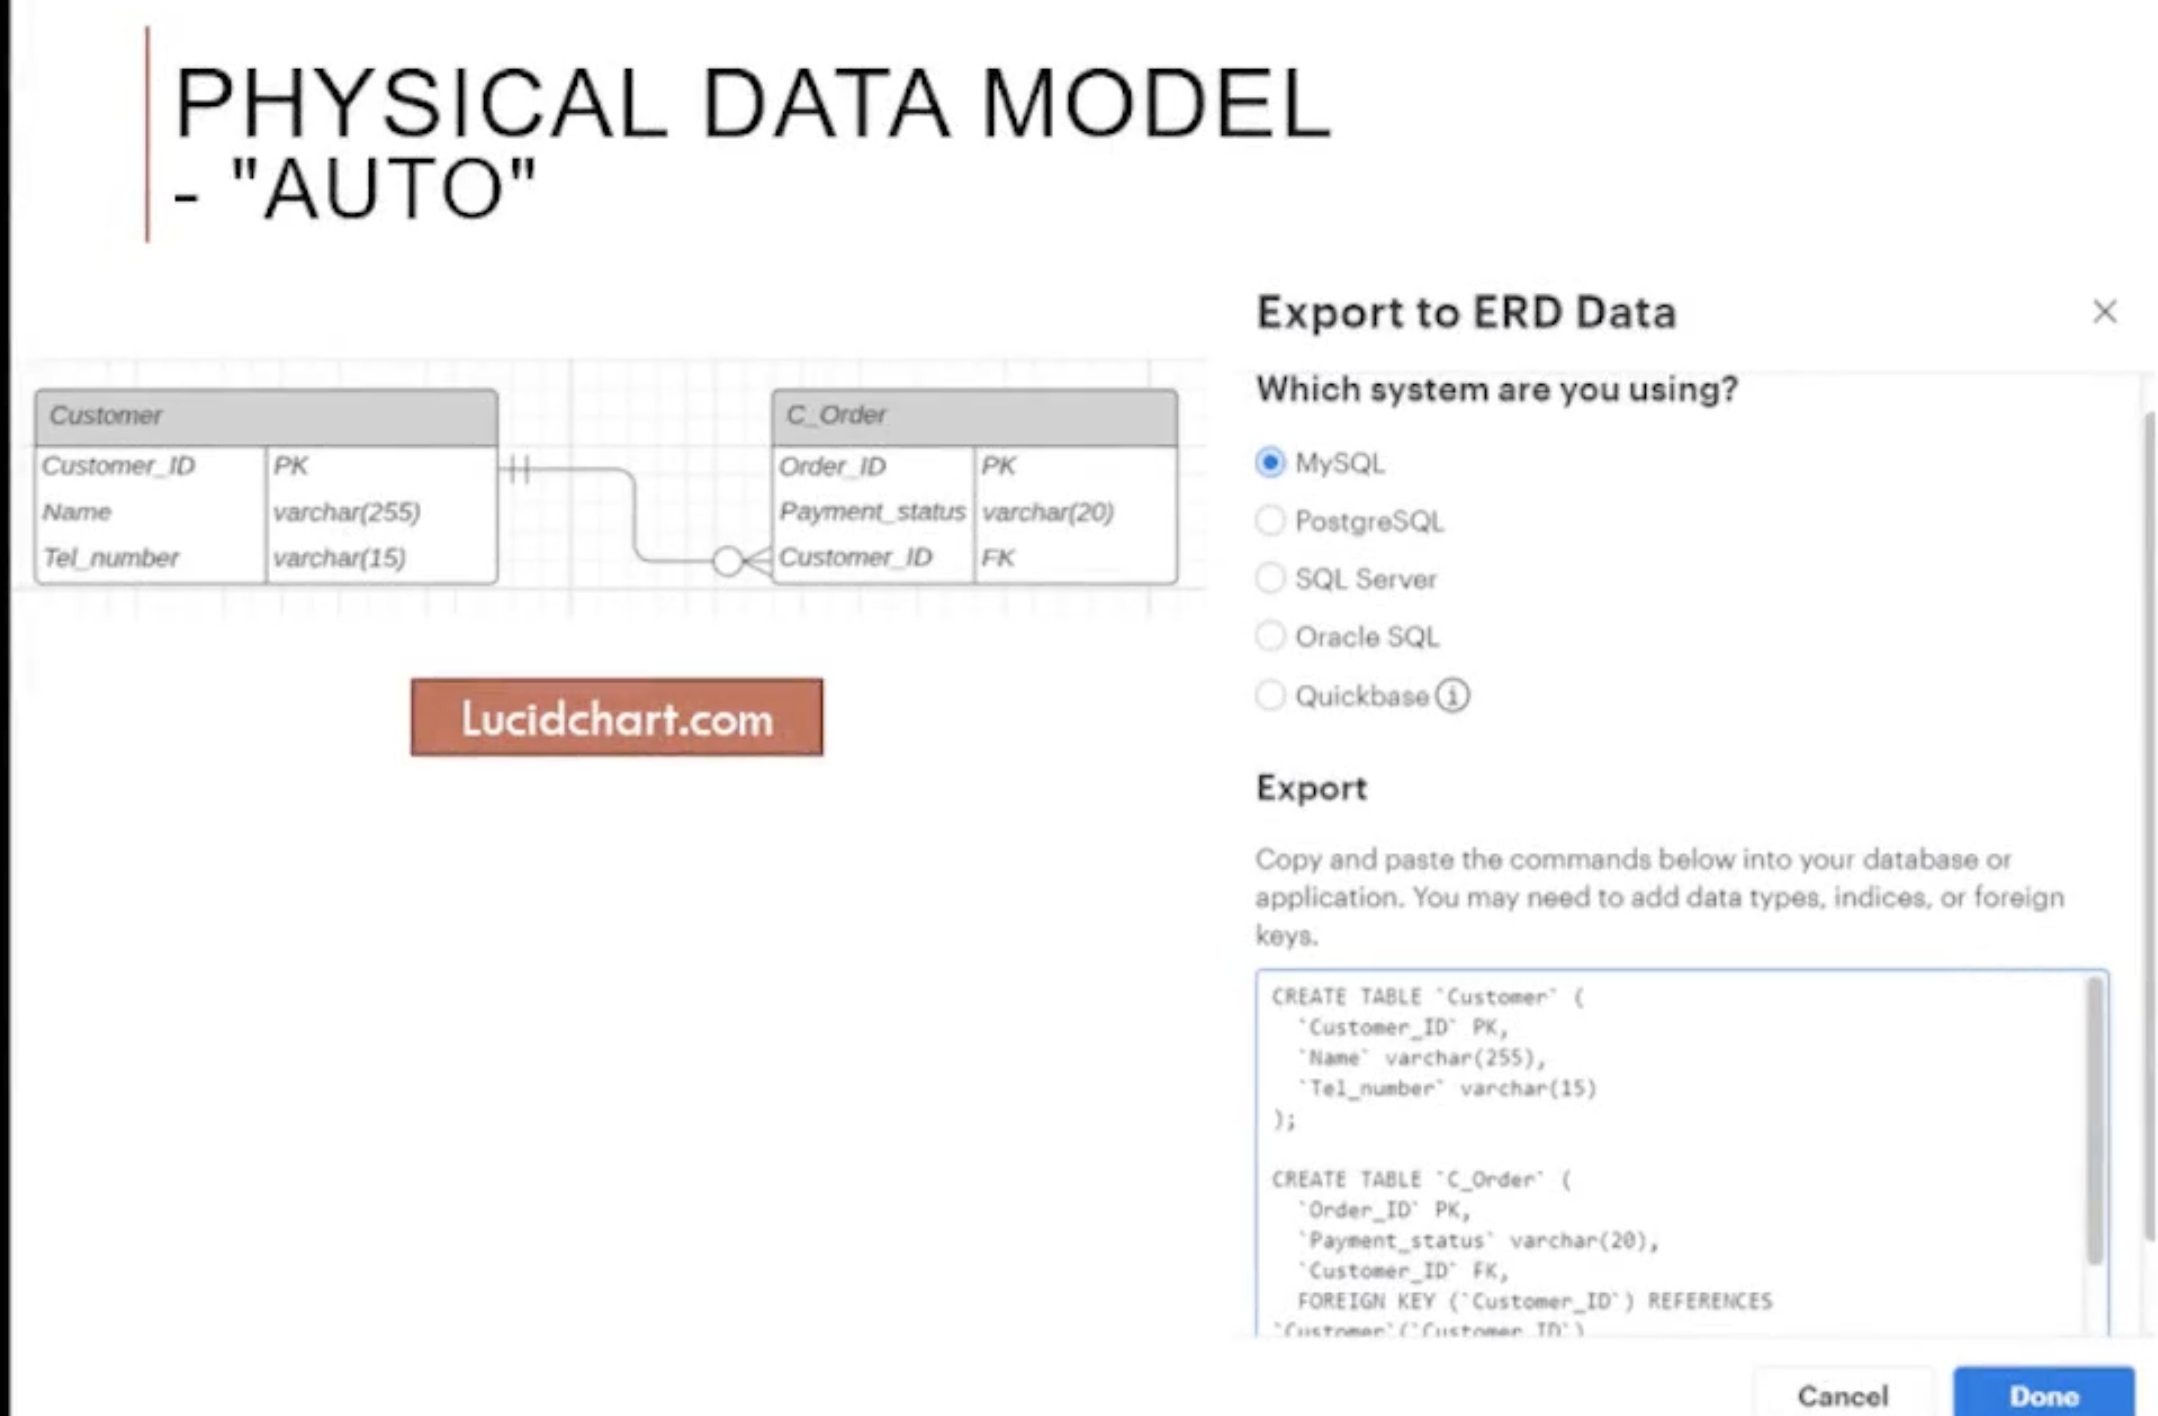 PHYSICAL DATA MODEL
- "AUTO"
Customer
Customer_ID PK
Name varchar(255)
Tel_number varchar(15)
C_Order
Order_ID PK
Payment_status varchar(20)
Customer_ID FK
Lucidchart.com
Export to ERD Data
Which system are you using?
MySQL
PostgreSQL
SQL Server
Oracle SQL
Quickbase
Export
Copy and paste the commands below into your database or
application. You may need to add data types, indices, or foreign
keys.
CREATE TABLE `Customer` (
`Customer_ID` PK,
`Name` varchar(255),
`Tel_number` varchar(15)
);
CREATE TABLE `C_Order` (
`Order_ID` PK,
`Payment_status` varchar(20),
`Customer_ID` FK,
FOREIGN KEY (`Customer_ID`) REFERENCES
`Customer`(`Customer_ID`)
Cancel
Done